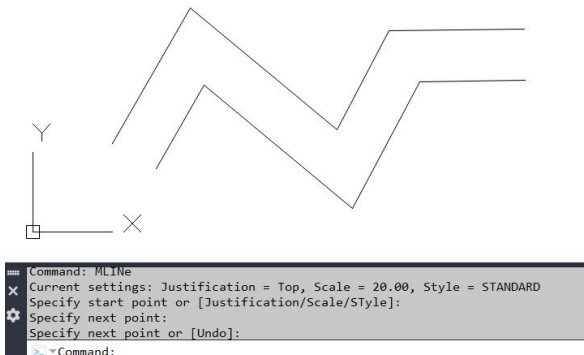 Y
X
Command: MLINe
Current settings: Justification = Top, Scale = 20.00, Style = STANDARD
Specify start point or [Justification/Scale/STyle]:
Specify next point:
Specify next point or [Undo]:
Command: